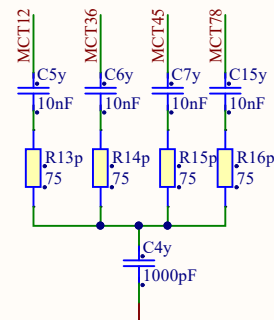 MCT12 MCT36 MCT45 MCT78
C5y C6y C7y C15y
10nF 10nF 10nF 10nF
R13p R14p R15p R16p
75 75 75 75
C4y
1000pF